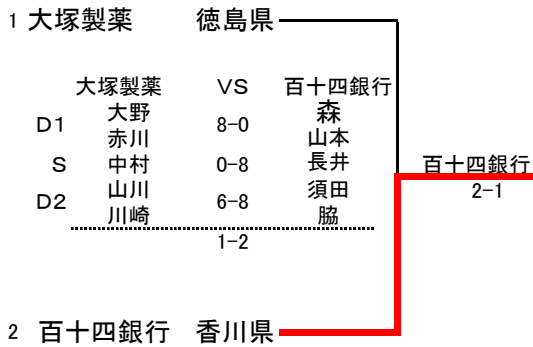 1 大塚製薬 徳島県
大塚製薬 VS 百十四銀行
D1 大野 8-0 森
赤川 山本
S 中村 0-8 長井
D2 山川 6-8 須田
川崎 脇
1-2
百十四銀行
2-1
2 百十四銀行 香川県